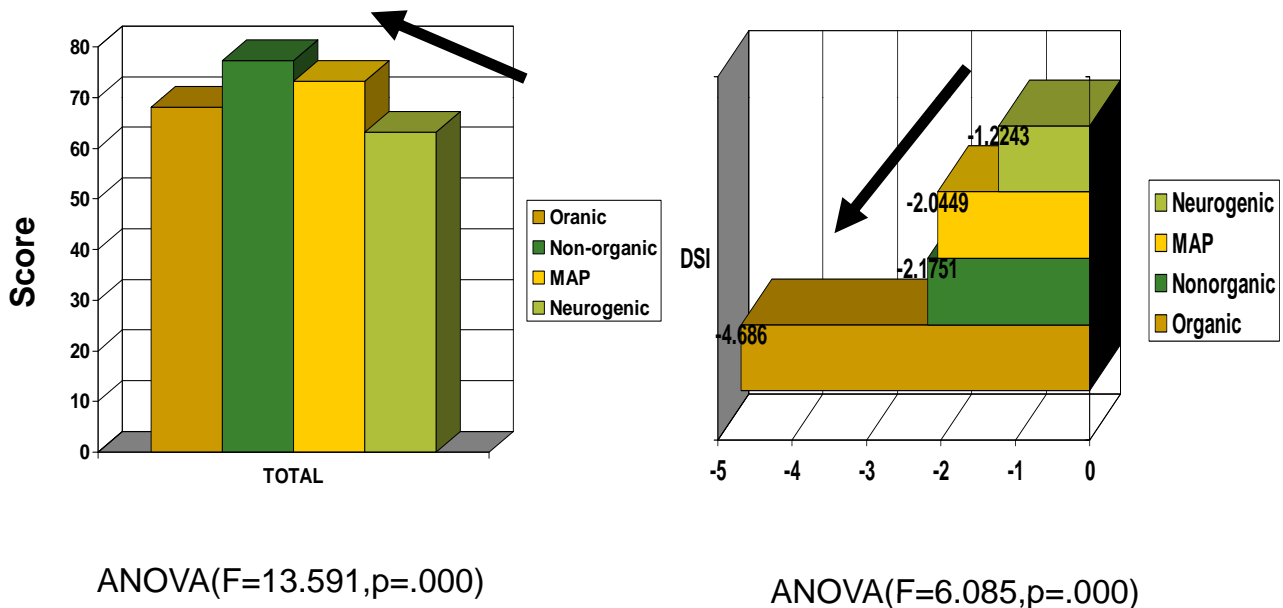 Score
80
70
60
50
40
30
20
10
0
TOTAL
Oranic
Non-organic
MAP
Neurogenic
ANOVA(F=13.591,p=.000)
DSI
-1.2243
-2.0449
-2.1751
-4.686
-5 -4 -3 -2 -1 0
Neurogenic
MAP
Nonorganic
Organic
ANOVA(F=6.085,p=.000)